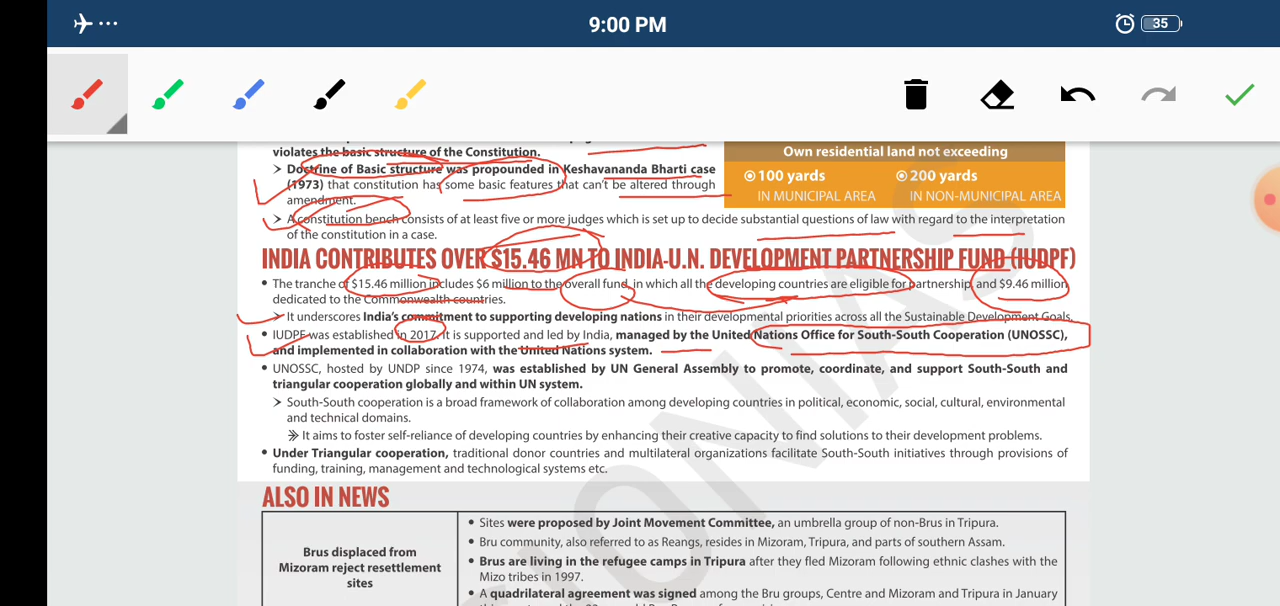 9:00 PM
35
violates the basic structure of the Constitution.
➢ Doctrine of Basic structure was propounded in Keshavananda Bharti case
(1973) that constitution has some basic features that can't be altered through
amendment.
Own residential land not exceeding
100 yards
IN MUNICIPAL AREA
200 yards
IN NON-MUNICIPAL AREA
➢ A constitution bench consists of at least five or more judges which is set up to decide substantial questions of law with regard to the interpretation
of the constitution in a case.
INDIA CONTRIBUTES OVER $15.46 MN TO INDIA-U.N. DEVELOPMENT PARTNERSHIP FUND (IUDPF)
• The tranche of $15.46 million includes $6 million to the overall fund, in which all the developing countries are eligible for partnership, and $9.46 million
dedicated to the Commonwealth countries.
➢ It underscores India's commitment to supporting developing nations in their developmental priorities across all the Sustainable Development Goals.
• IUDPF was established in 2017. It is supported and led by India, managed by the United Nations Office for South-South Cooperation (UNOSSC),
and implemented in collaboration with the United Nations system.
• UNOSSC, hosted by UNDP since 1974, was established by UN General Assembly to promote, coordinate, and support South-South and
triangular cooperation globally and within UN system.
➢ South-South cooperation is a broad framework of collaboration among developing countries in political, economic, social, cultural, environmental
and technical domains.
It aims to foster self-reliance of developing countries by enhancing their creative capacity to find solutions to their development problems.
• Under Triangular cooperation, traditional donor countries and multilateral organizations facilitate South-South initiatives through provisions of
funding, training, management and technological systems etc.
ALSO IN NEWS
Brus displaced from
Mizoram reject resettlement
sites
• Sites were proposed by Joint Movement Committee, an umbrella group of non-Brus in Tripura.
• Bru community, also referred to as Reangs, resides in Mizoram, Tripura, and parts of southern Assam.
• Brus are living in the refugee camps in Tripura after they fled Mizoram following ethnic clashes with the
Mizo tribes in 1997.
• A quadrilateral agreement was signed among the Bru groups, Centre and Mizoram and Tripura in January